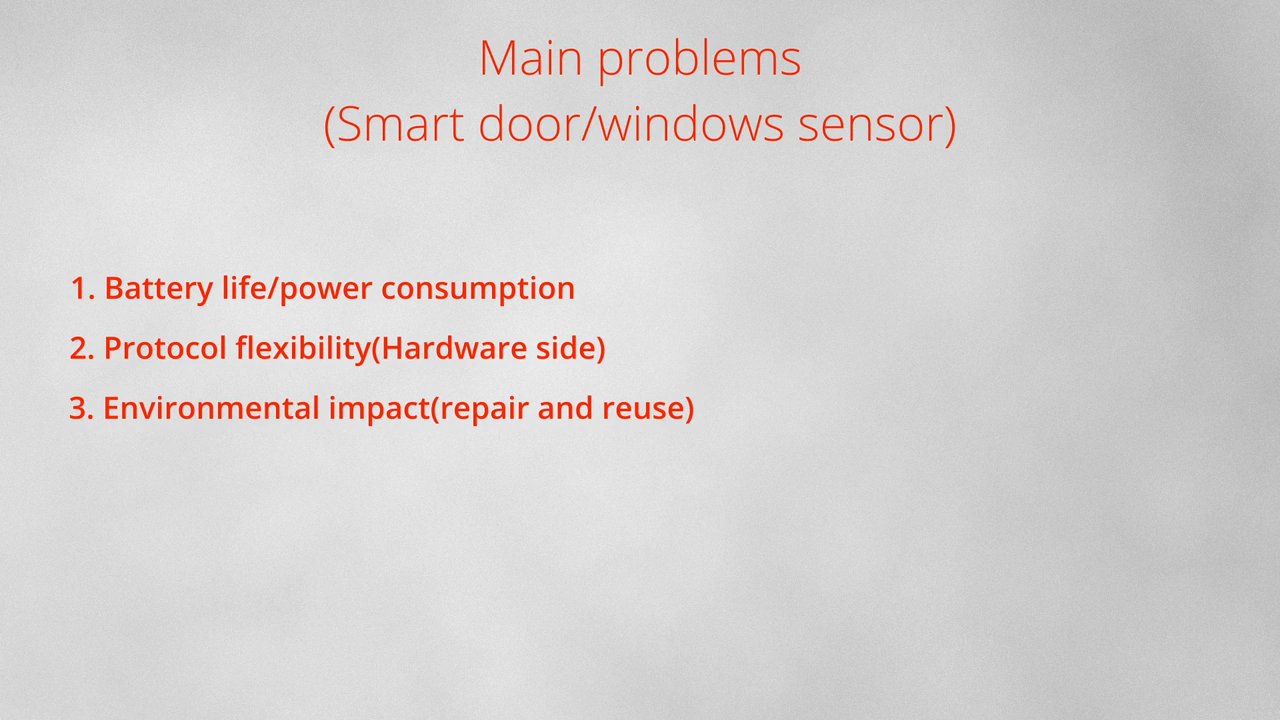 Main problems
(Smart door/windows sensor)
1. Battery life/power consumption
2. Protocol flexibility(Hardware side)
3. Environmental impact(repair and reuse)